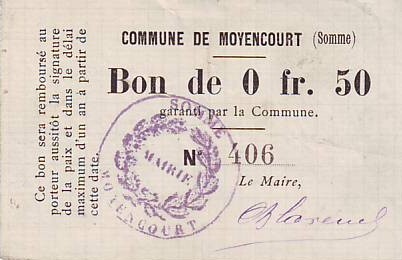 COMMUNE DE MOYENCOURT (Somme)
Bon de 0 fr. 50
garanti par la Commune.
N° 406
Le Maire,
Ce bon sera remboursé au
porteur aussitôt la signature
de la paix et dans le délai
maximum d'un an à partir de
cette date.
SOMME
MAIRIE
MOYENCOURT